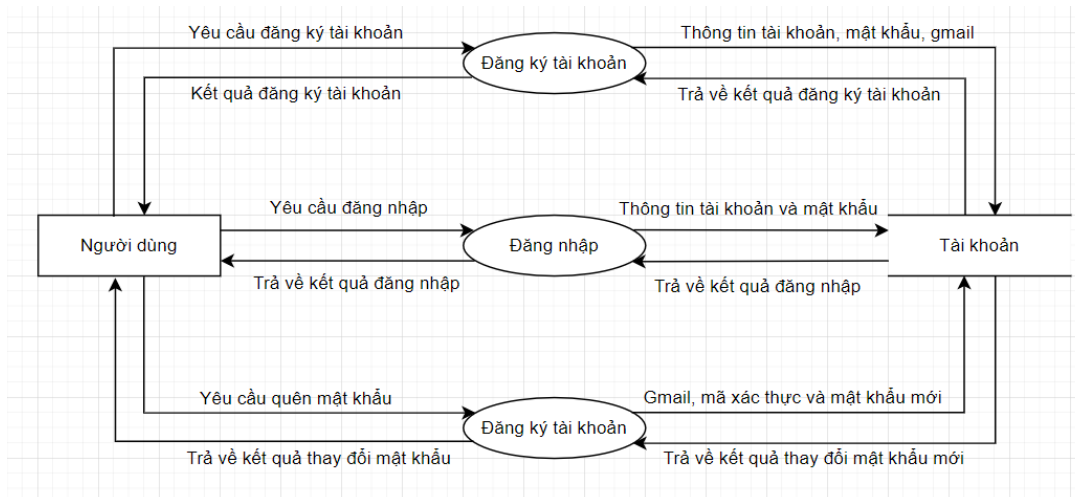 Yêu cầu đăng ký tài khoản
Thông tin tài khoản, mật khẩu, gmail
Đăng ký tài khoản
Kết quả đăng ký tài khoản
Trả về kết quả đăng ký tài khoản
Yêu cầu đăng nhập
Thông tin tài khoản và mật khẩu
Người dùng
Đăng nhập
Tài khoản
Trả về kết quả đăng nhập
Trả về kết quả đăng nhập
Yêu cầu quên mật khẩu
Gmail, mã xác thực và mật khẩu mới
Đăng ký tài khoản
Trả về kết quả thay đổi mật khẩu
Trả về kết quả thay đổi mật khẩu mới